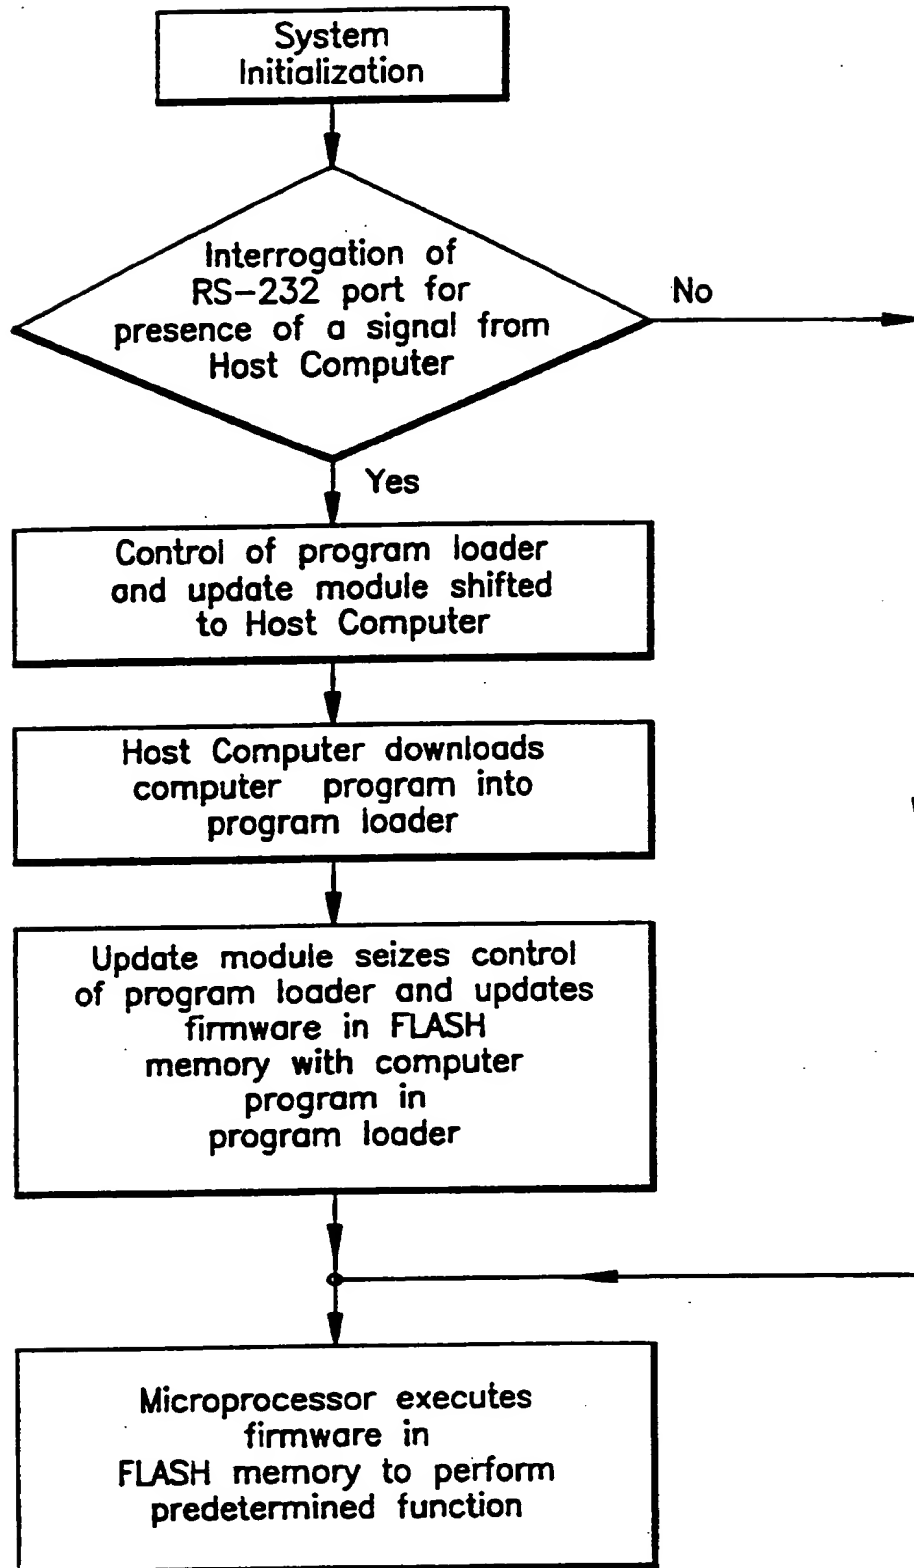 System
Initialization
Interrogation of
RS-232 port for
presence of a signal from
Host Computer
No
Yes
Control of program loader
and update module shifted
to Host Computer
Host Computer downloads
computer program into
program loader
Update module seizes control
of program loader and updates
firmware in FLASH
memory with computer
program in
program loader
Microprocessor executes
firmware in
FLASH memory to perform
predetermined function